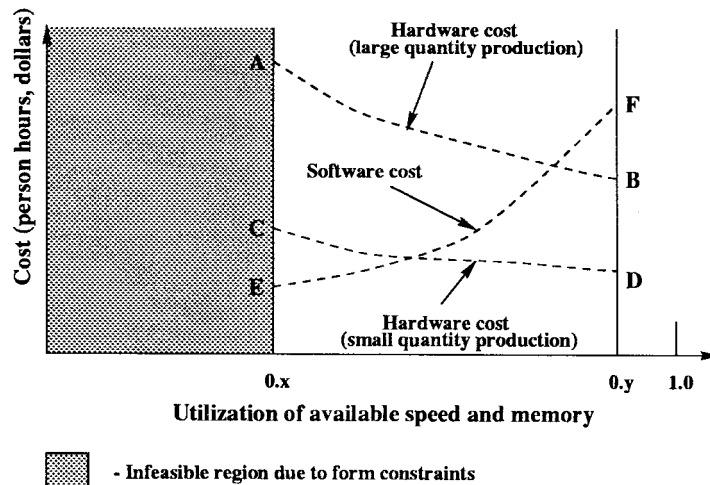 Hardware cost
(large quantity production)
A
F
Software cost
B
C
E
D
Hardware cost
(small quantity production)
Cost (person hours, dollars)
0.x
0.y
1.0
Utilization of available speed and memory
- Infeasible region due to form constraints